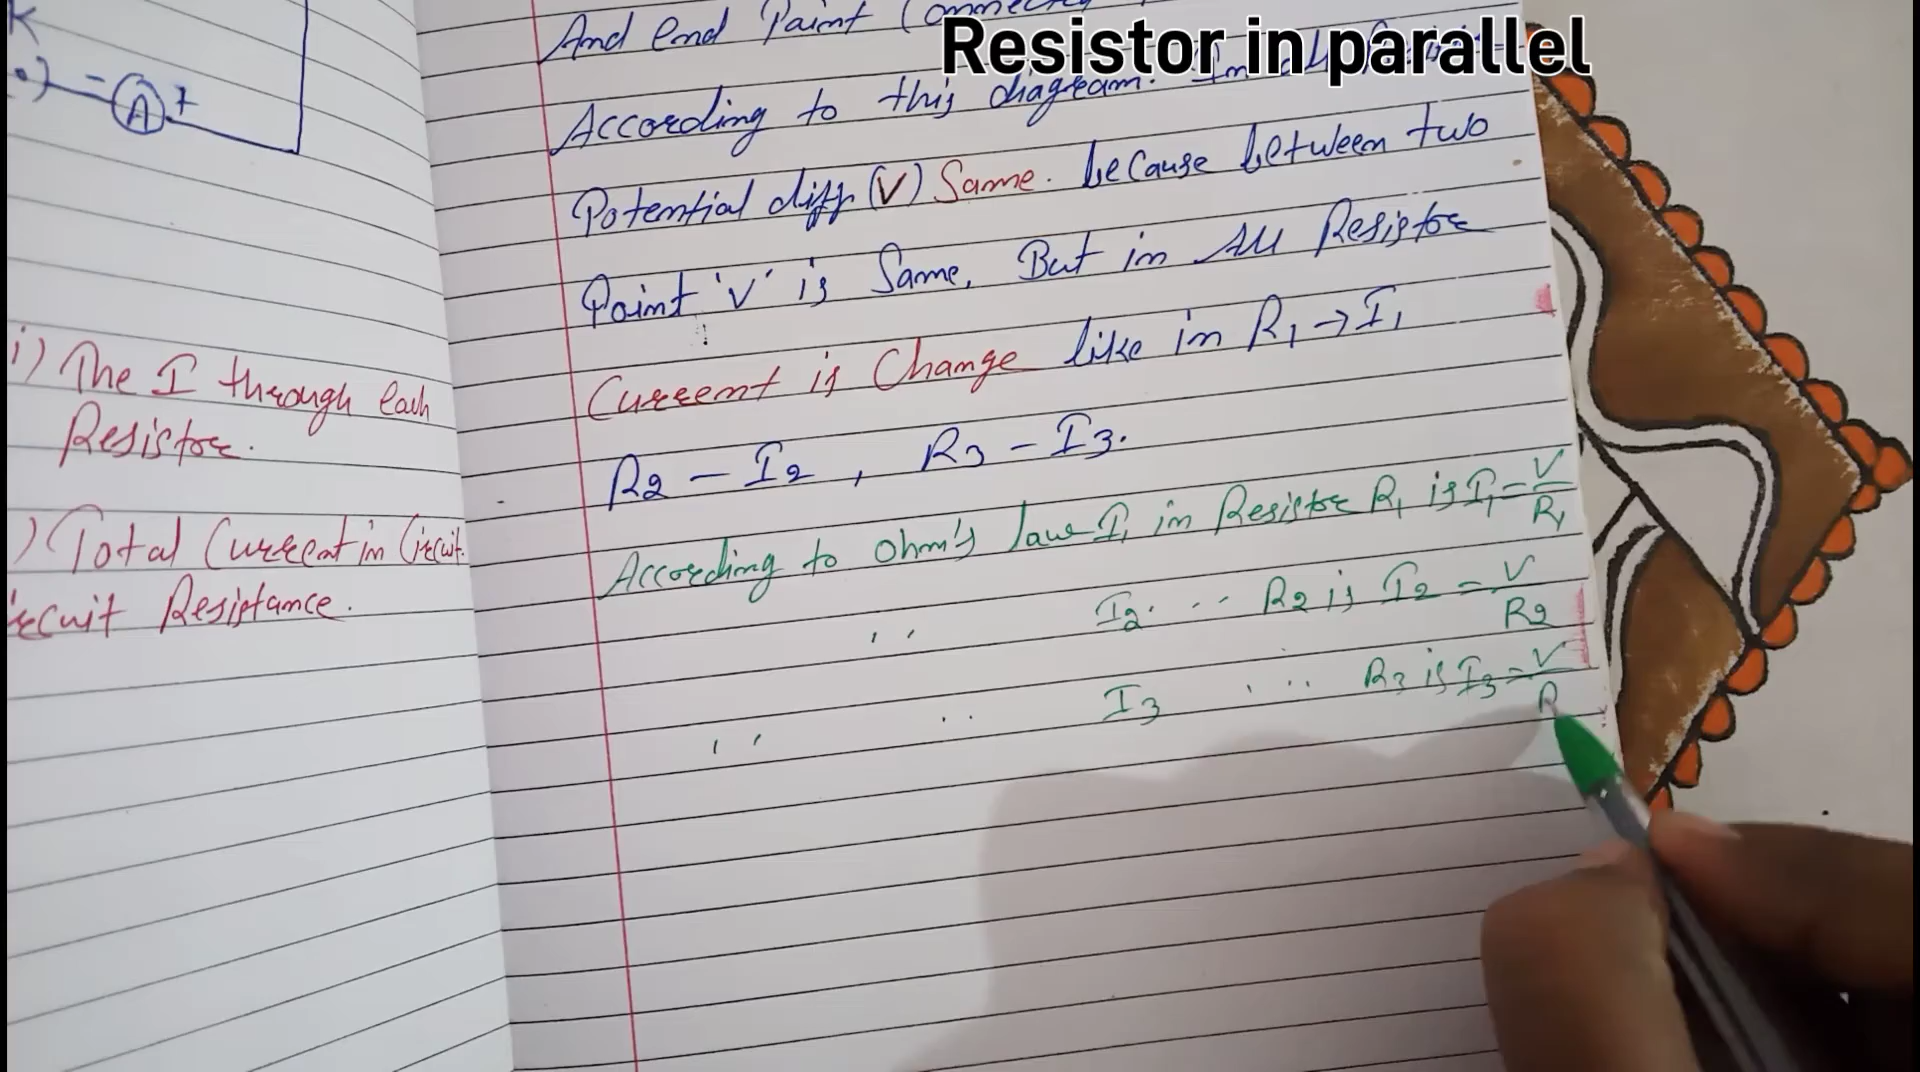 Resistor in parallel
K
A +
i) The I through each
Resistor.
) Total Current in Circuit.
ircuit Resistance.
And end Point Connected
According to this diagram. In all
Potential diff (V) Same. because between two
Point 'V' is Same, But in All Resistor
Current is Change like in R1 → I1
R2 — I2 , R3 — I3.
According to ohm's law I1 in Resistor R1 is I1 = V/R1
,, I2 .. .. R2 is I2 = V/R2
,, .. I3 .. .. R3 is I3 = V/R